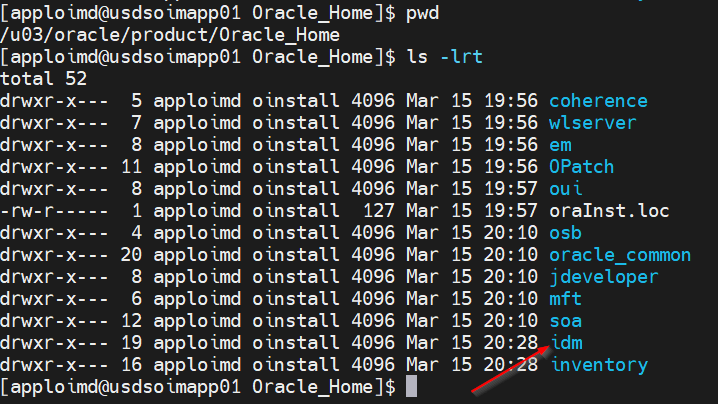 [apploimd@usdsoimapp01 Oracle_Home]$ pwd
/u03/oracle/product/Oracle_Home
[apploimd@usdsoimapp01 Oracle_Home]$ ls -lrt
total 52
drwxr-x---  5 apploimd oinstall 4096 Mar 15 19:56 coherence
drwxr-x---  7 apploimd oinstall 4096 Mar 15 19:56 wlserver
drwxr-x---  8 apploimd oinstall 4096 Mar 15 19:56 em
drwxr-x--- 11 apploimd oinstall 4096 Mar 15 19:56 OPatch
drwxr-x---  8 apploimd oinstall 4096 Mar 15 19:57 oui
-rw-r-----  1 apploimd oinstall  127 Mar 15 19:57 oraInst.loc
drwxr-x---  4 apploimd oinstall 4096 Mar 15 20:10 osb
drwxr-x--- 20 apploimd oinstall 4096 Mar 15 20:10 oracle_common
drwxr-x---  8 apploimd oinstall 4096 Mar 15 20:10 jdeveloper
drwxr-x---  6 apploimd oinstall 4096 Mar 15 20:10 mft
drwxr-x--- 12 apploimd oinstall 4096 Mar 15 20:10 soa
drwxr-x--- 19 apploimd oinstall 4096 Mar 15 20:28 idm
drwxr-x--- 16 apploimd oinstall 4096 Mar 15 20:28 inventory
[apploimd@usdsoimapp01 Oracle_Home]$